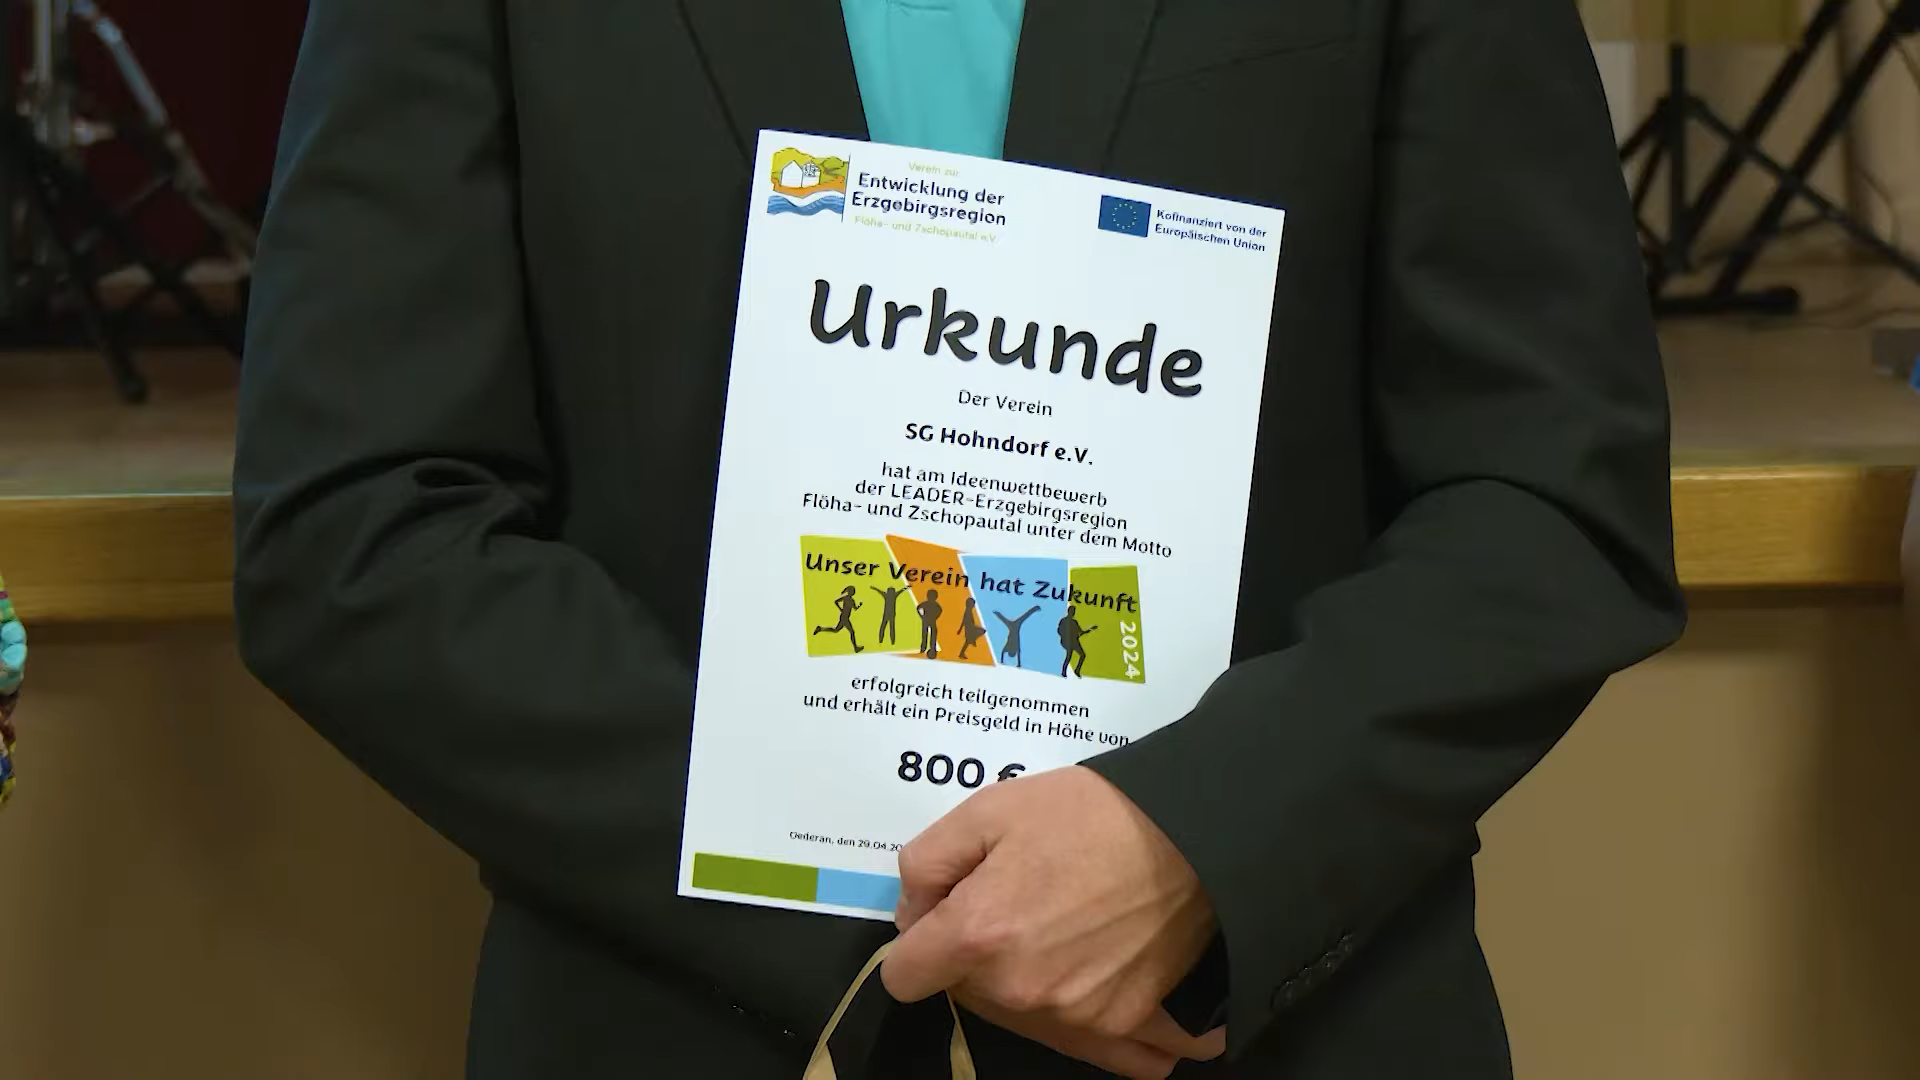 Verein zur
Entwicklung der
Erzgebirgsregion
Flöha- und Zschopautal e.V.
Kofinanziert von der
Europäischen Union
Urkunde
Der Verein
SG Hohndorf e.V.
hat am Ideenwettbewerb
der LEADER-Erzgebirgsregion
Flöha- und Zschopautal unter dem Motto
Unser Verein hat Zukunft
2024
erfolgreich teilgenommen
und erhält ein Preisgeld in Höhe von
800 €
Oederan, den 29.04.20